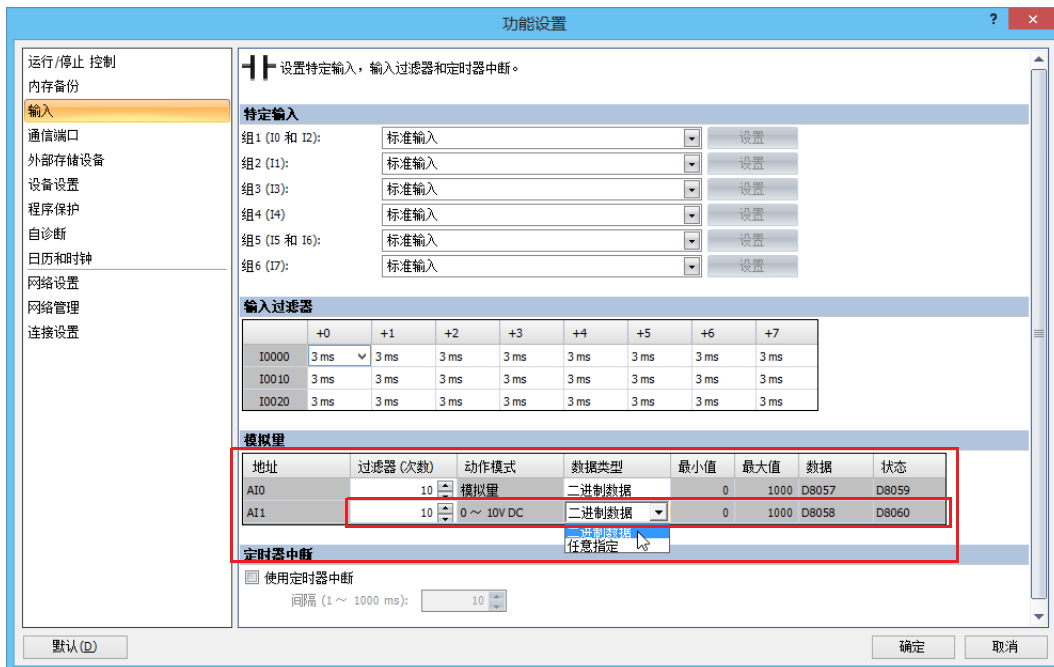 功能设置
?
×
运行/停止 控制
内存备份
输入
通信端口
外部存储设备
设备设置
程序保护
自诊断
日历和时钟
网络设置
网络管理
连接设置
设置特定输入，输入过滤器和定时器中断。
特定输入
组1 (I0 和 I2): 标准输入 设置
组2 (I1): 标准输入 设置
组3 (I3): 标准输入 设置
组4 (I4) 标准输入 设置
组5 (I5 和 I6): 标准输入 设置
组6 (I7): 标准输入 设置
输入过滤器
+0 +1 +2 +3 +4 +5 +6 +7
I0000 3 ms 3 ms 3 ms 3 ms 3 ms 3 ms 3 ms 3 ms
I0010 3 ms 3 ms 3 ms 3 ms 3 ms 3 ms 3 ms 3 ms
I0020 3 ms 3 ms 3 ms 3 ms 3 ms 3 ms 3 ms 3 ms
模拟量
地址 过滤器 (次数) 动作模式 数据类型 最小值 最大值 数据 状态
AI0 10 模拟量 二进制数据 0 1000 D8057 D8059
AI1 10 0 ～ 10V DC 二进制数据 0 1000 D8058 D8060
二进制数据
任意指定
定时器中断
使用定时器中断
间隔 (1 ～ 1000 ms): 10
默认(D)
确定
取消